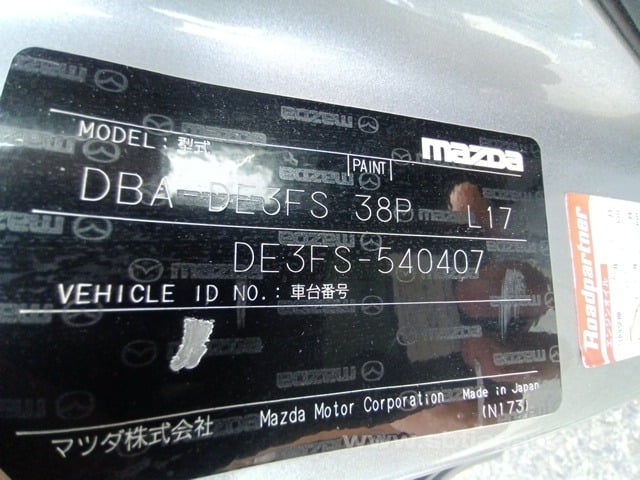 mazda
MODEL: 型式
PAINT
DBA-DE3FS 38P L17
DE3FS-540407
VEHICLE ID NO.: 車台番号
マツダ株式会社 Mazda Motor Corporation Made in Japan
(N173)
Roadpartner